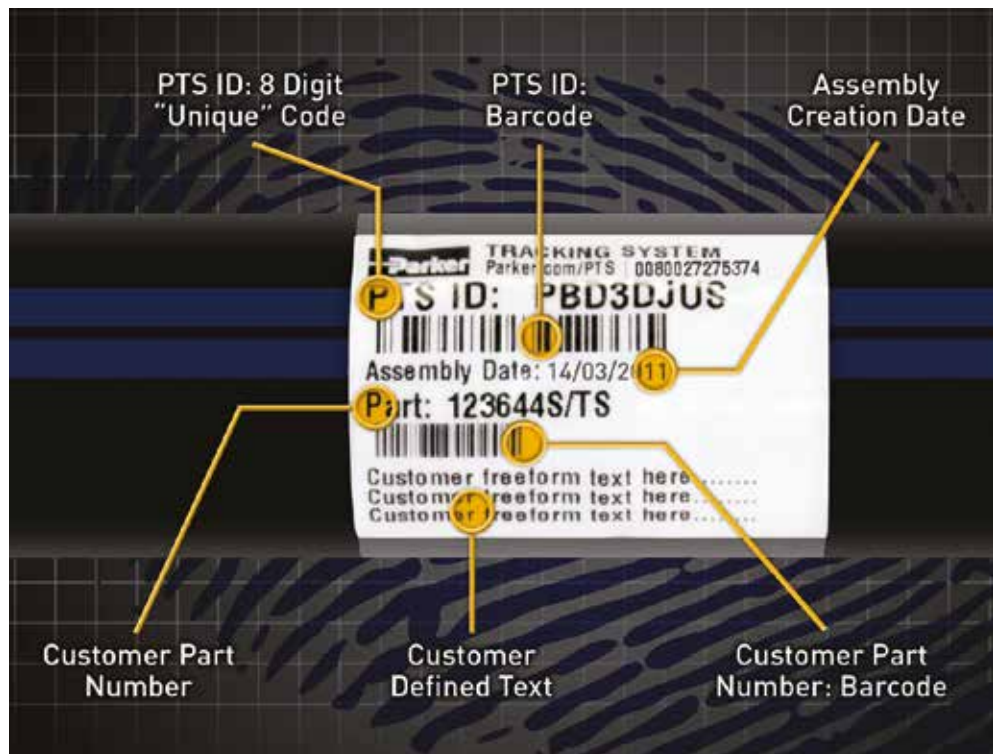 PTS ID: 8 Digit
"Unique" Code
PTS ID:
Barcode
Assembly
Creation Date
Parker
TRACKING SYSTEM
Parker.com/PTS 0080027275374
PTS ID: PBD3DJUS
Assembly Date: 14/03/2011
Part: 123644S/TS
Customer freeform text here.......
Customer freeform text here.......
Customer freeform text here.......
Customer Part
Number
Customer
Defined Text
Customer Part
Number: Barcode